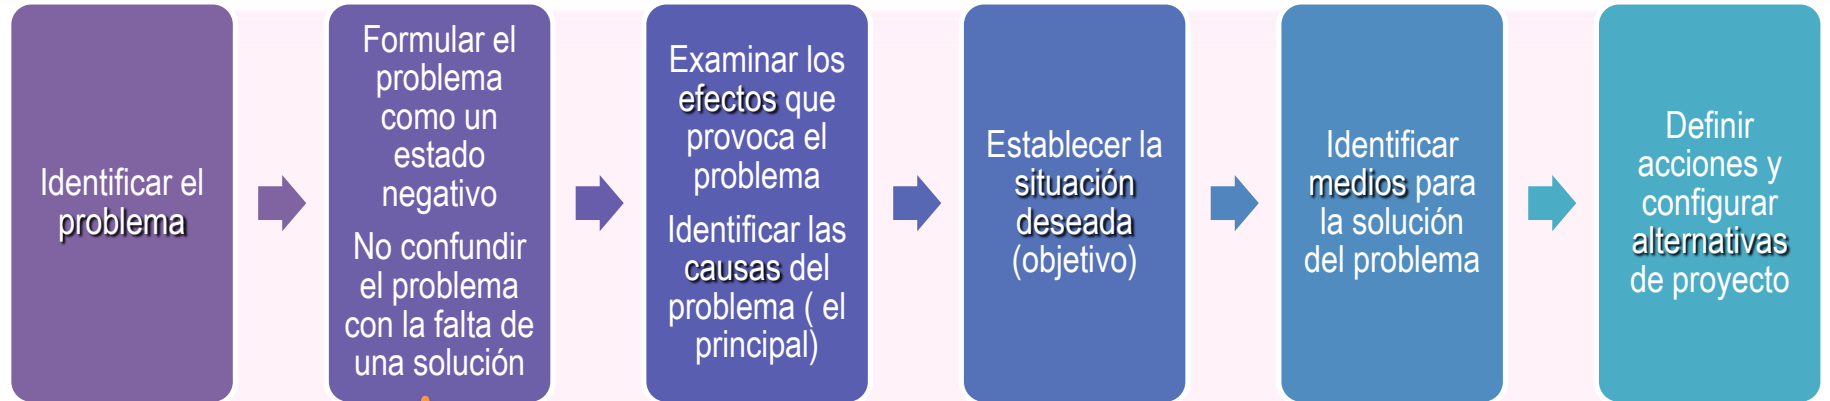 Identificar el
problema
Formular el
problema
como un
estado
negativo
No confundir
el problema
con la falta de
una solución
Examinar los
efectos que
provoca el
problema
Identificar las
causas del
problema ( el
principal)
Establecer la
situación
deseada
(objetivo)
Identificar
medios para
la solución
del problema
Definir
acciones y
configurar
alternativas
de proyecto